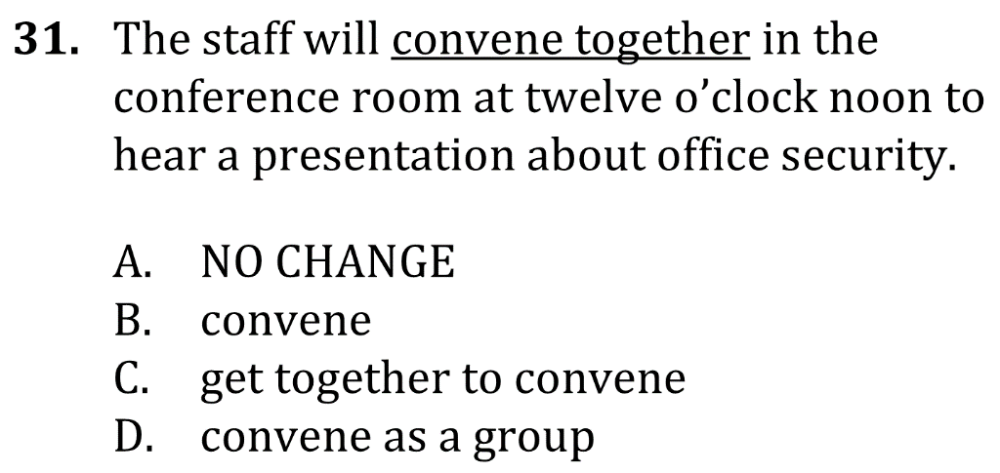 31. The staff will convene together in the
conference room at twelve o’clock noon to
hear a presentation about office security.
A. NO CHANGE
B. convene
C. get together to convene
D. convene as a group